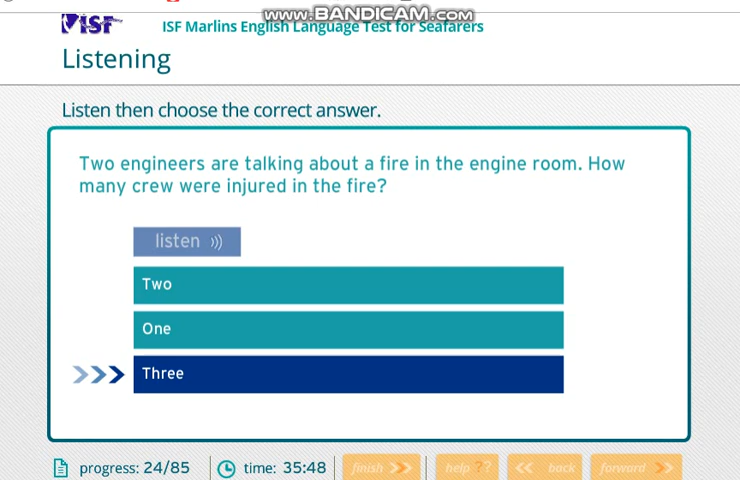 www.BANDICAM.com
ISF
ISF Marlins English Language Test for Seafarers
Listening
Listen then choose the correct answer.
Two engineers are talking about a fire in the engine room. How
many crew were injured in the fire?
listen
Two
One
Three
progress: 24/85
time: 35:48
finish
help ??
back
forward